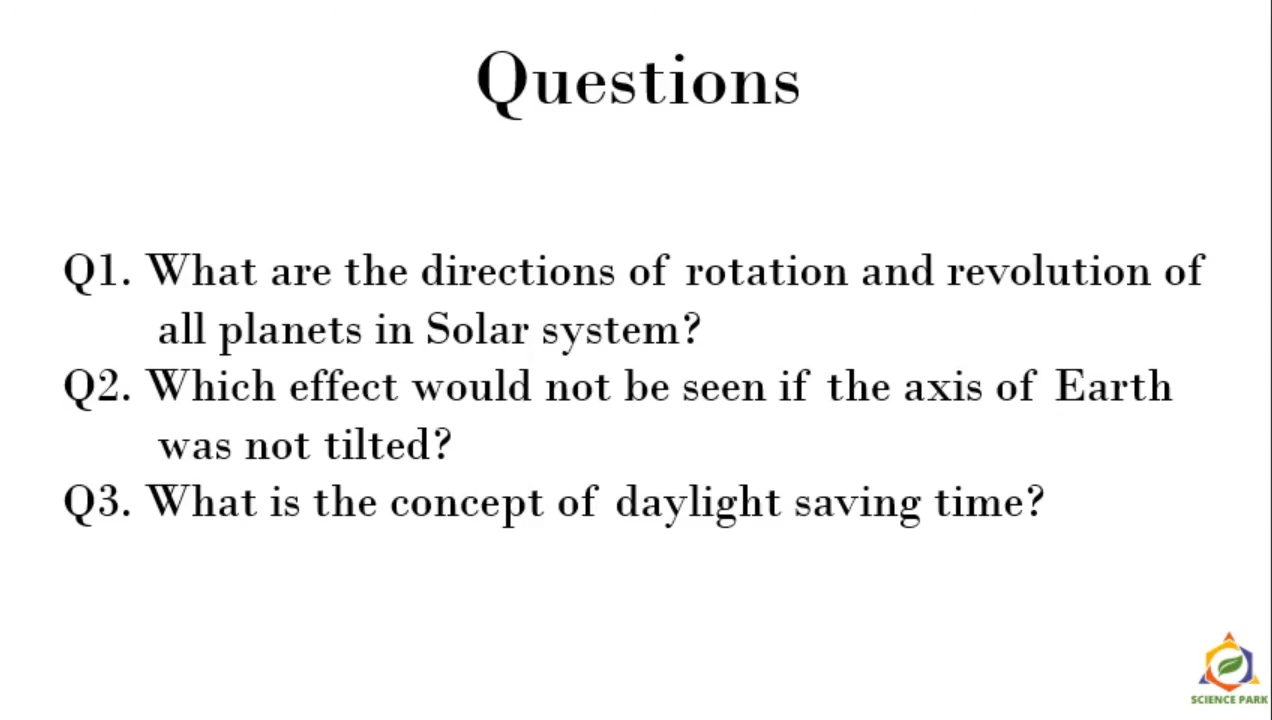 Questions
Q1. What are the directions of rotation and revolution of
all planets in Solar system?
Q2. Which effect would not be seen if the axis of Earth
was not tilted?
Q3. What is the concept of daylight saving time?
SCIENCE PARK